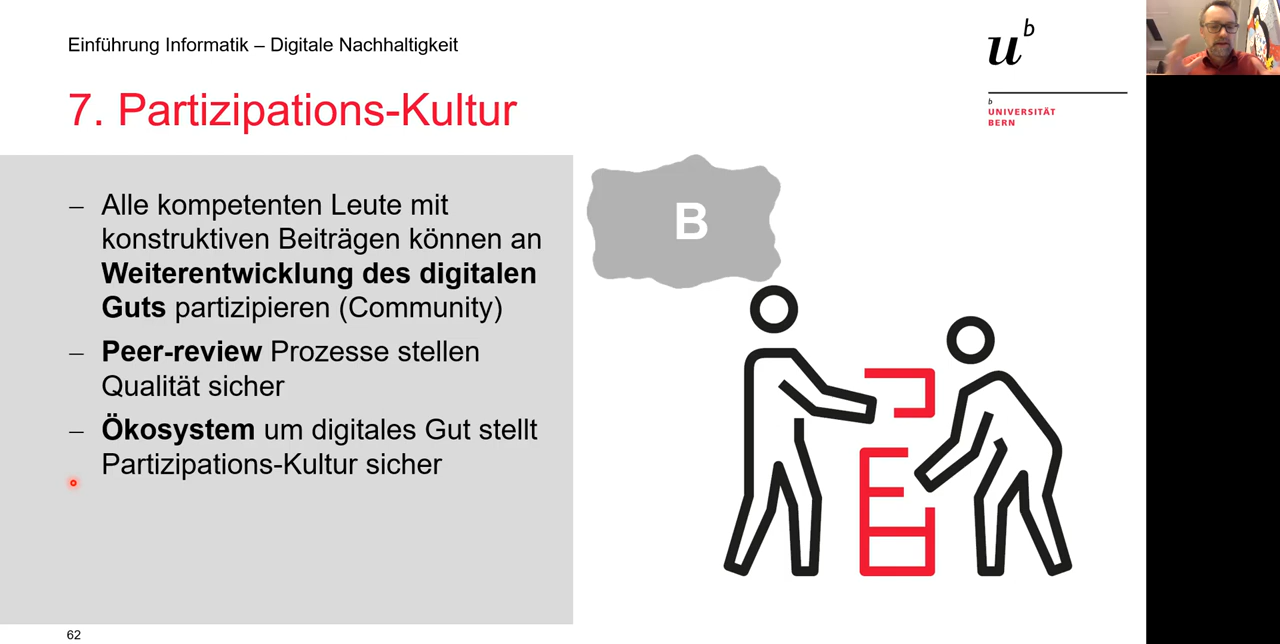 Einführung Informatik – Digitale Nachhaltigkeit
u^b
b
UNIVERSITÄT
BERN
7. Partizipations-Kultur
– Alle kompetenten Leute mit
konstruktiven Beiträgen können an
Weiterentwicklung des digitalen
Guts partizipieren (Community)
– Peer-review Prozesse stellen
Qualität sicher
– Ökosystem um digitales Gut stellt
Partizipations-Kultur sicher
B
62